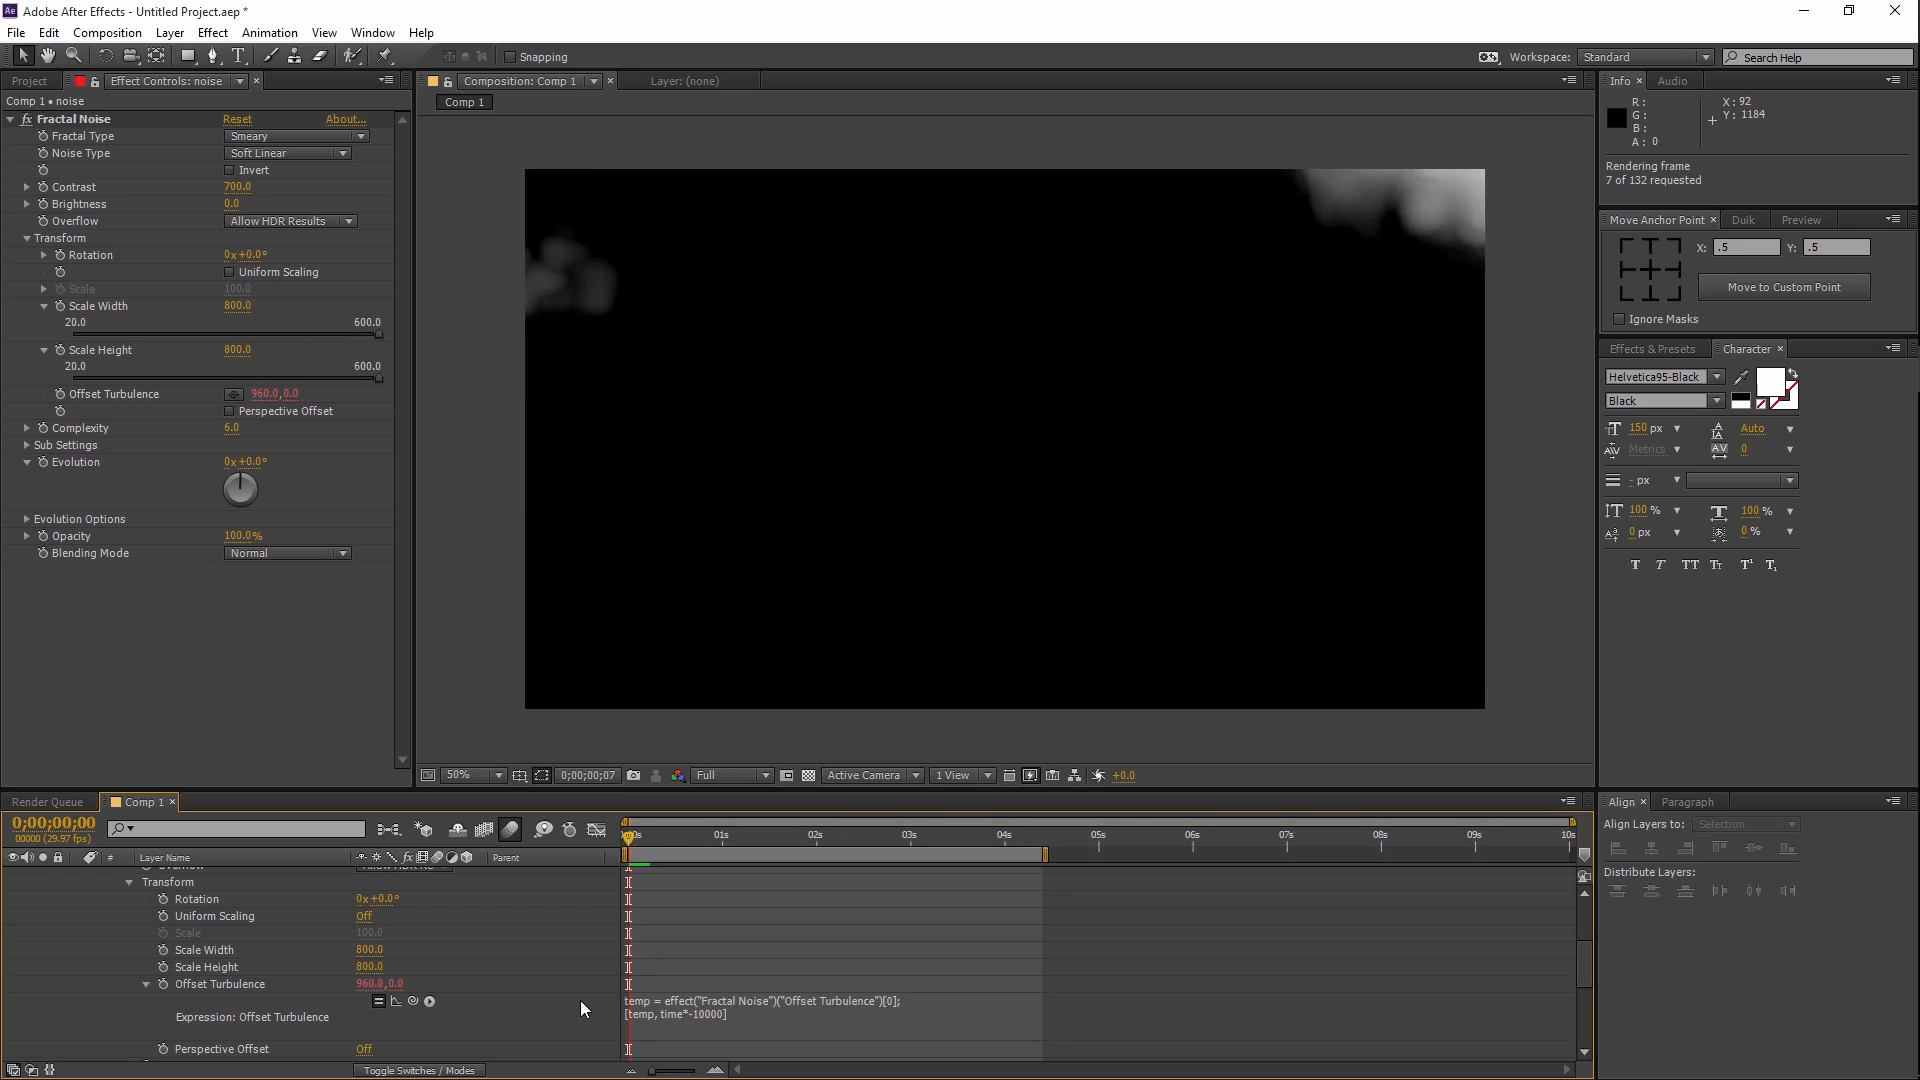 Ae Adobe After Effects - Untitled Project.aep *
File Edit Composition Layer Effect Animation View Window Help
Snapping
Workspace: Standard Search Help
Project Effect Controls: noise
Composition: Comp 1 Layer: (none)
Info Audio
Comp 1 • noise
Comp 1
fx Fractal Noise Reset About...
Fractal Type Smeary
Noise Type Soft Linear
Invert
Contrast 700.0
Brightness 0.0
Overflow Allow HDR Results
Transform
Rotation 0x+0.0°
Uniform Scaling
Scale 100.0
Scale Width 800.0
20.0 600.0
Scale Height 800.0
20.0 600.0
Offset Turbulence 960.0,0.0
Perspective Offset
Complexity 6.0
Sub Settings
Evolution 0x+0.0°
Evolution Options
Opacity 100.0%
Blending Mode Normal
R: X: 92
G: Y: 1184
B:
A: 0
Rendering frame
7 of 132 requested
Move Anchor Point Duik Preview
X: .5 Y: .5
Move to Custom Point
Ignore Masks
Effects & Presets Character
Helvetica95-Black
Black
150 px Auto
Metrics 0
- px
100 % 100 %
0 px 0 %
T T TT Tt T¹ T₁
50% 0;00;00;07 Full Active Camera 1 View +0.0
Render Queue Comp 1
0;00;00;00
00000 (29.97 fps)
01s 02s 03s 04s 05s 06s 07s 08s 09s 10s
# Layer Name fx Parent
Transform
Rotation 0x+0.0°
Uniform Scaling Off
Scale 100.0
Scale Width 800.0
Scale Height 800.0
Offset Turbulence 960.0,0.0
Expression: Offset Turbulence
temp = effect("Fractal Noise")("Offset Turbulence")[0];
[temp, time*-10000]
Perspective Offset Off
Toggle Switches / Modes
Align Paragraph
Align Layers to: Selection
Distribute Layers: